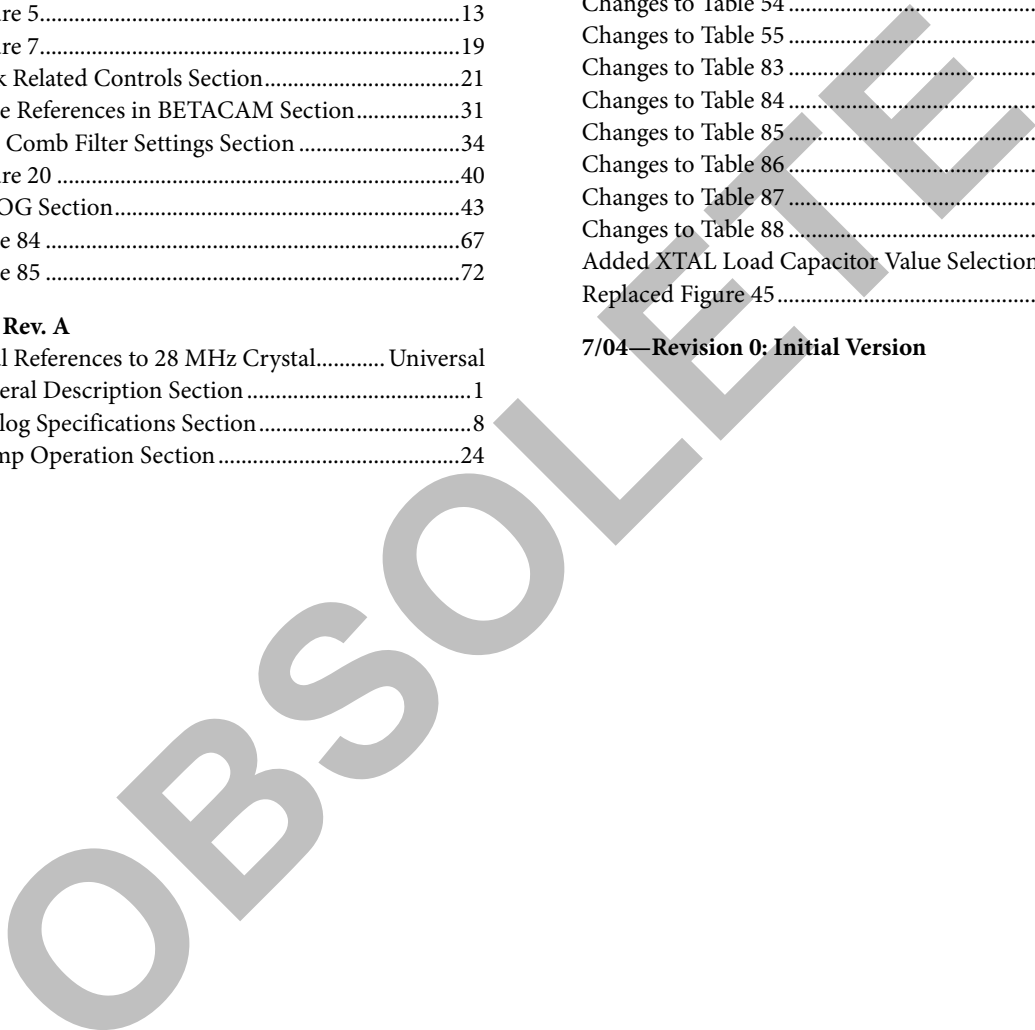 re 5.....................................................................................13
re 7.....................................................................................19
k Related Controls Section.......................................21
e References in BETACAM Section....................31
Comb Filter Settings Section ................................34
re 20 ..................................................................................40
OG Section.....................................................................43
e 84 ...................................................................................67
e 85 ...................................................................................72
Rev. A
l References to 28 MHz Crystal............ Universal
eral Description Section ...........................................1
log Specifications Section........................................8
mp Operation Section ................................................24
Changes to Table 54 ..................................................
Changes to Table 55 ..................................................
Changes to Table 83 ..................................................
Changes to Table 84 ..................................................
Changes to Table 85 ..................................................
Changes to Table 86 ..................................................
Changes to Table 87 ..................................................
Changes to Table 88 ..................................................
Added XTAL Load Capacitor Value Selection
Replaced Figure 45.....................................................
7/04—Revision 0: Initial Version
OBSOLETE